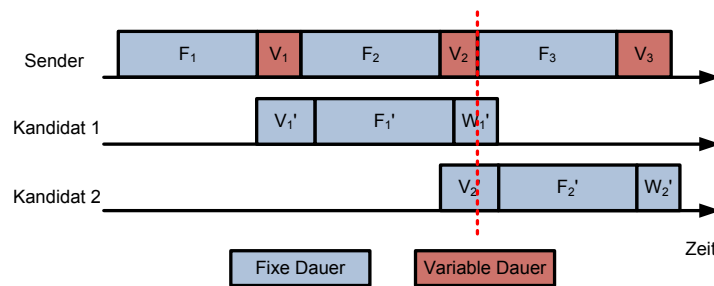 Sender F₁ V₁ F₂ V₂ F₃ V₃
Kandidat 1 V₁' F₁' W₁'
Kandidat 2 V₂' F₂' W₂'
Zeit
Fixe Dauer Variable Dauer